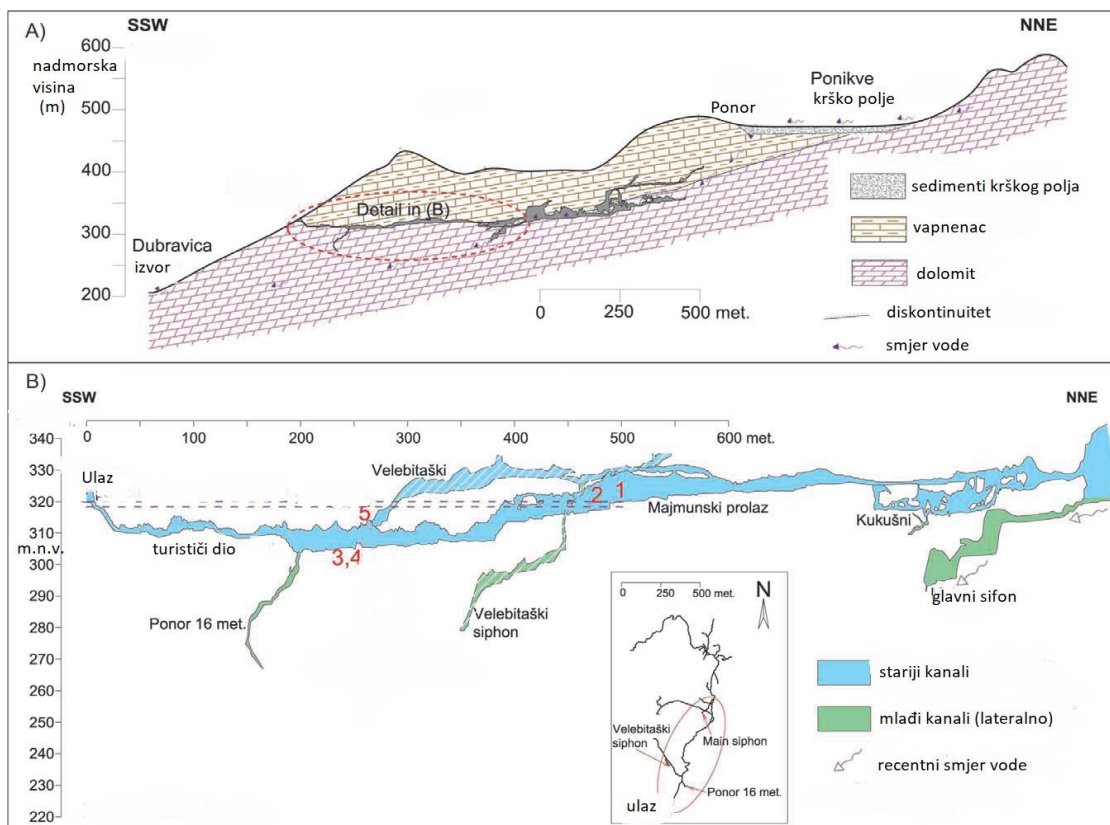 A)
SSW
NNE
600
nadmorska
visina
(m)
500
400
300
200
Ponor
Ponikve
krško polje
Detail in (B)
Dubravica
izvor
0 250 500 met.
sedimenti krškog polja
vapnenac
dolomit
diskontinuitet
smjer vode
B)
SSW
NNE
0 100 200 300 400 500 600 met.
340
330
320
310
m.n.v.
300
290
280
270
260
250
240
230
220
Ulaz
Velebitaški
turističi dio
5
3,4
2
1
Majmunski prolaz
Kukušni
glavni sifon
Ponor 16 met.
Velebitaški
siphon
0 250 500 met.
N
Velebitaški
siphon
Main siphon
Ponor 16 met.
ulaz
stariji kanali
mlađi kanali (lateralno)
recentni smjer vode